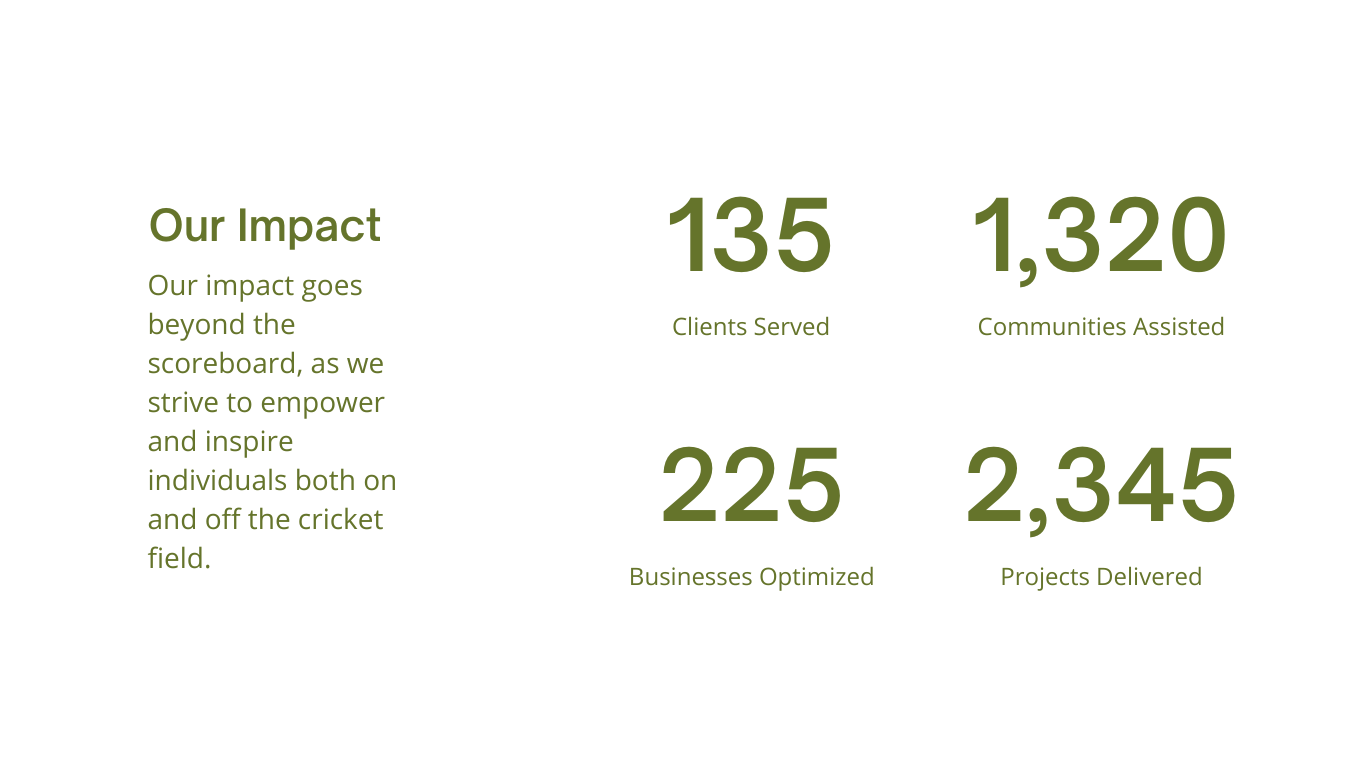 Our Impact
Our impact goes
beyond the
scoreboard, as we
strive to empower
and inspire
individuals both on
and off the cricket
field.
135
Clients Served
1,320
Communities Assisted
225
Businesses Optimized
2,345
Projects Delivered